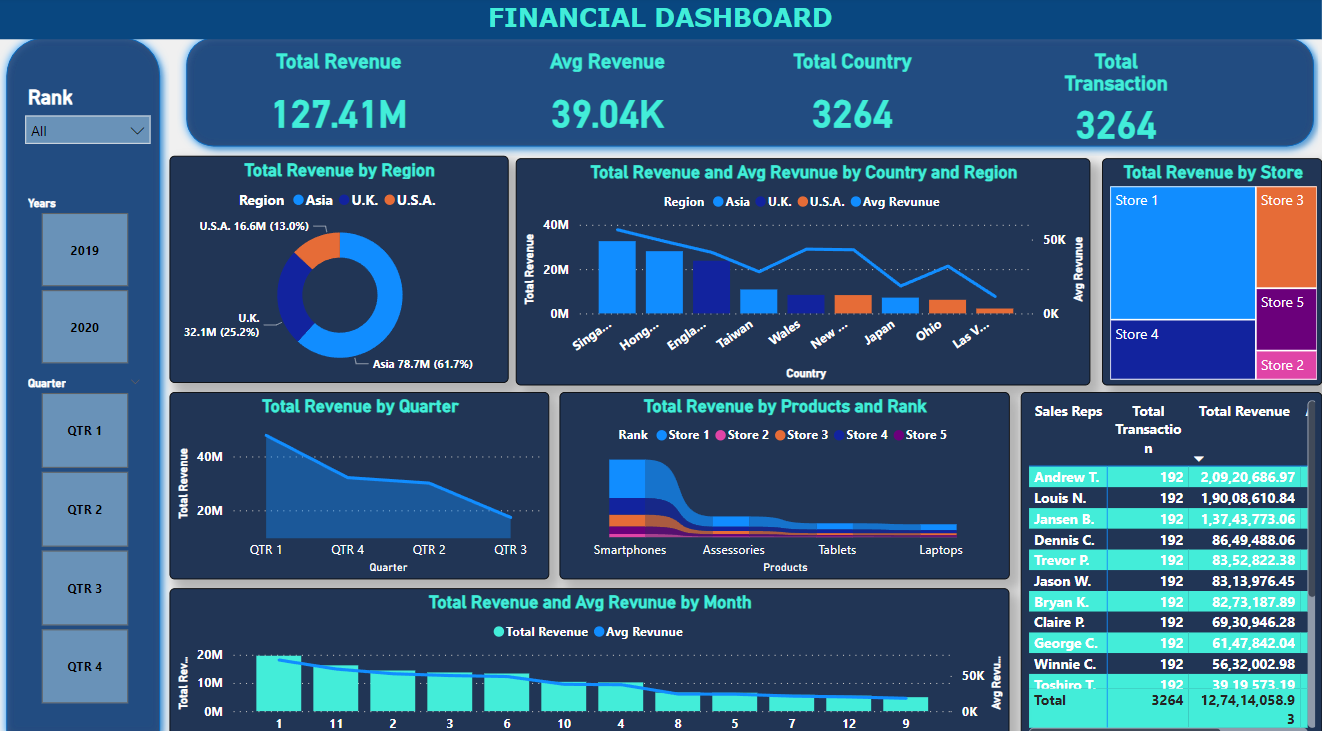 FINANCIAL DASHBOARD
Rank
All
Years
2019
2020
Quarter
QTR 1
QTR 2
QTR 3
QTR 4
Total Revenue
127.41M
Avg Revenue
39.04K
Total Country
3264
Total
Transaction
3264
Total Revenue by Region
Region Asia U.K. U.S.A.
U.S.A. 16.6M (13.0%)
U.K.
32.1M (25.2%)
Asia 78.7M (61.7%)
Total Revenue and Avg Revunue by Country and Region
Region Asia U.K. U.S.A. Avg Revunue
Total Revenue
40M
20M
0M
Avg Revunue
50K
0K
Singa...
Hong...
Engla...
Taiwan
Wales
New ...
Japan
Ohio
Las V...
Country
Total Revenue by Store
Store 1
Store 3
Store 5
Store 4
Store 2
Total Revenue by Quarter
Total Revenue
40M
20M
QTR 1 QTR 4 QTR 2 QTR 3
Quarter
Total Revenue by Products and Rank
Rank Store 1 Store 2 Store 3 Store 4 Store 5
Smartphones Assessories Tablets Laptops
Products
Sales Reps Total Transactio n Total Revenue
Andrew T. 192 2,09,20,686.97
Louis N. 192 1,90,08,610.84
Jansen B. 192 1,37,43,773.06
Dennis C. 192 86,49,488.06
Trevor P. 192 83,52,822.38
Jason W. 192 83,13,976.45
Bryan K. 192 82,73,187.89
Claire P. 192 69,30,946.28
George C. 192 61,47,842.04
Winnie C. 192 56,32,002.98
Toshiro T. 192 39,19,573.19
Total 3264 12,74,14,058.9
3
Total Revenue and Avg Revunue by Month
Total Revenue Avg Revunue
Total Rev...
20M
10M
0M
Avg Revu...
50K
0K
1 11 2 3 6 10 4 8 5 7 12 9